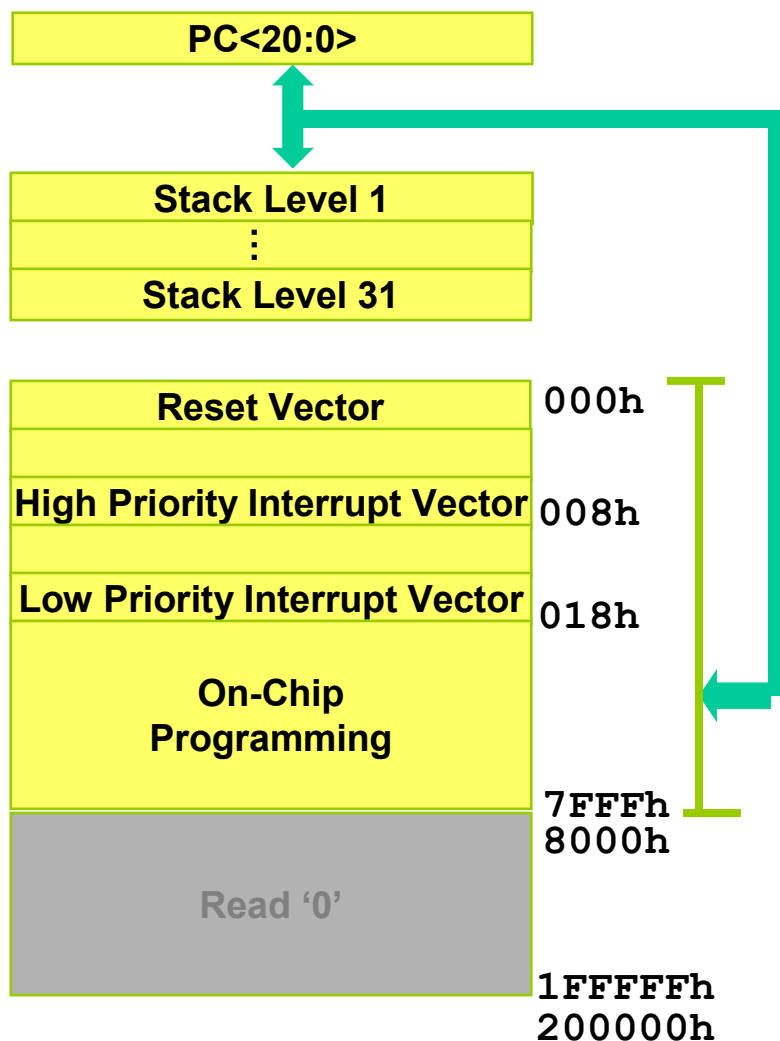 PC<20:0>
Stack Level 1
⋮
Stack Level 31
Reset Vector
000h
High Priority Interrupt Vector
008h
Low Priority Interrupt Vector
018h
On-Chip
Programming
7FFFh
8000h
Read ‘0’
1FFFFFh
200000h